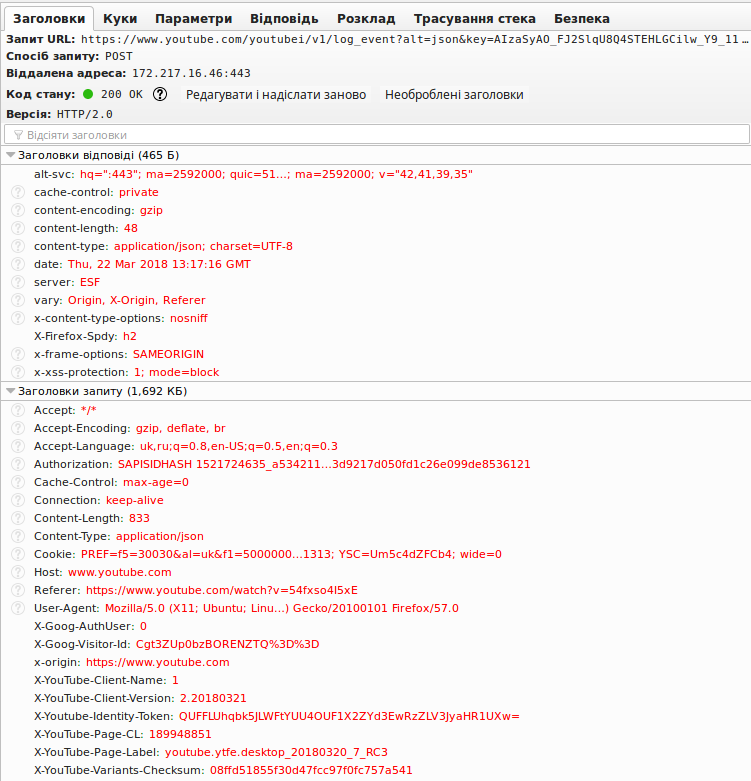 Заголовки Куки Параметри Відповідь Розклад Трасування стека Безпека
Запит URL: https://www.youtube.com/youtubei/v1/log_event?alt=json&key=AIzaSyAO_FJ2SlqU8Q4STEHLGCilw_Y9_11…
Спосіб запиту: POST
Віддалена адреса: 172.217.16.46:443
Код стану: 200 OK ? Редагувати і надіслати заново Необроблені заголовки
Версія: HTTP/2.0
Відсіяти заголовки
Заголовки відповіді (465 Б)
alt-svc: hq=":443"; ma=2592000; quic=51...; ma=2592000; v="42,41,39,35"
? cache-control: private
? content-encoding: gzip
? content-length: 48
? content-type: application/json; charset=UTF-8
? date: Thu, 22 Mar 2018 13:17:16 GMT
? server: ESF
? vary: Origin, X-Origin, Referer
? x-content-type-options: nosniff
X-Firefox-Spdy: h2
? x-frame-options: SAMEORIGIN
? x-xss-protection: 1; mode=block
Заголовки запиту (1,692 КБ)
? Accept: */*
? Accept-Encoding: gzip, deflate, br
? Accept-Language: uk,ru;q=0.8,en-US;q=0.5,en;q=0.3
? Authorization: SAPISIDHASH 1521724635_a534211...3d9217d050fd1c26e099de8536121
? Cache-Control: max-age=0
? Connection: keep-alive
? Content-Length: 833
? Content-Type: application/json
? Cookie: PREF=f5=30030&al=uk&f1=5000000...1313; YSC=Um5c4dZFCb4; wide=0
? Host: www.youtube.com
? Referer: https://www.youtube.com/watch?v=54fxso4I5xE
? User-Agent: Mozilla/5.0 (X11; Ubuntu; Linu...) Gecko/20100101 Firefox/57.0
X-Goog-AuthUser: 0
X-Goog-Visitor-Id: Cgt3ZUp0bzBORENZTQ%3D%3D
x-origin: https://www.youtube.com
X-YouTube-Client-Name: 1
X-YouTube-Client-Version: 2.20180321
X-Youtube-Identity-Token: QUFFLUhqbk5JLWFtYUU4OUF1X2ZYd3EwRzZLV3JyaHR1UXw=
X-YouTube-Page-CL: 189948851
X-YouTube-Page-Label: youtube.ytfe.desktop_20180320_7_RC3
X-YouTube-Variants-Checksum: 08ffd51855f30d47fcc97f0fc757a541